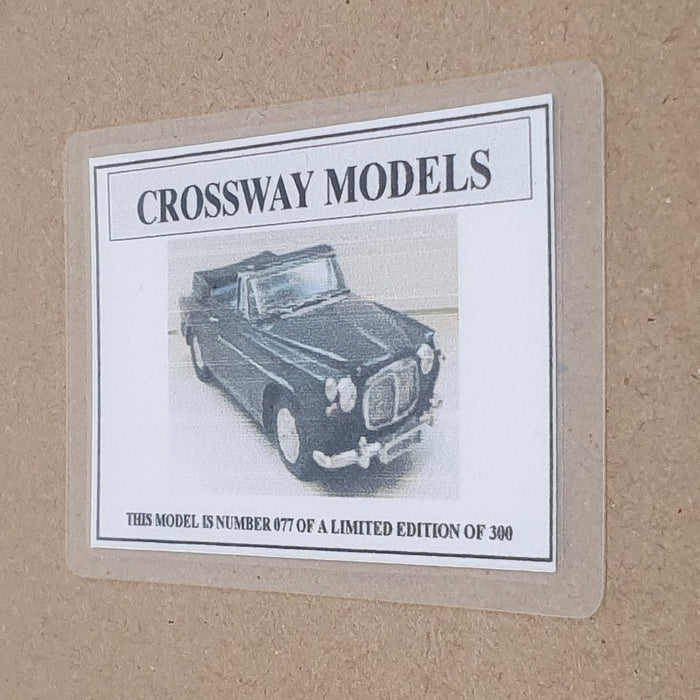 CROSSWAY MODELS
THIS MODEL IS NUMBER 077 OF A LIMITED EDITION OF 300